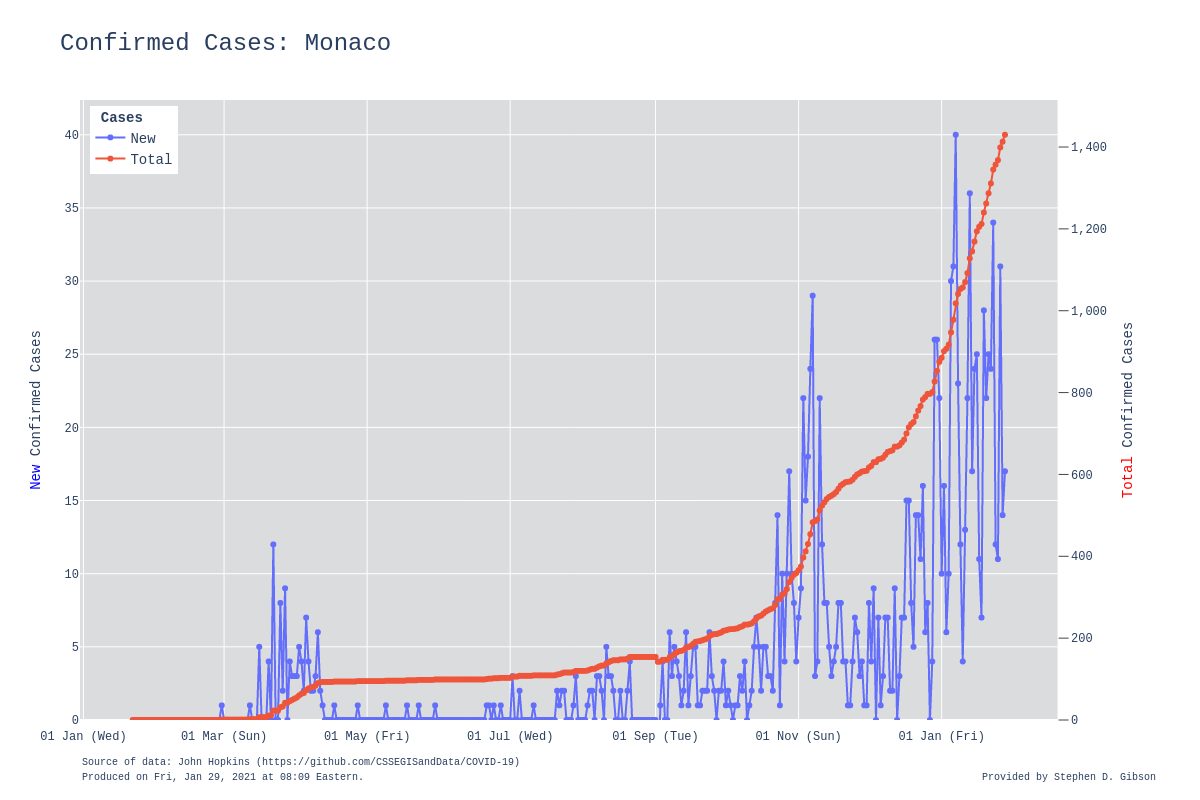 Confirmed Cases: Monaco
Cases
New
Total
40
35
30
25
20
15
10
5
0
1,400
1,200
1,000
800
600
400
200
0
New Confirmed Cases
Total Confirmed Cases
01 Jan (Wed) 01 Mar (Sun) 01 May (Fri) 01 Jul (Wed) 01 Sep (Tue) 01 Nov (Sun) 01 Jan (Fri)
Source of data: John Hopkins (https://github.com/CSSEGISandData/COVID-19)
Produced on Fri, Jan 29, 2021 at 08:09 Eastern.
Provided by Stephen D. Gibson